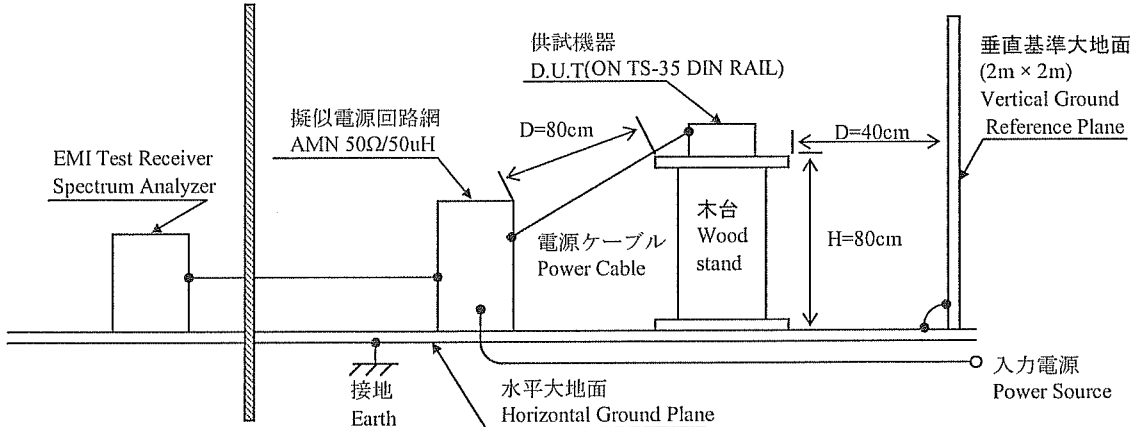 供試機器
D.U.T(ON TS-35 DIN RAIL)
垂直基準大地面
(2m × 2m)
Vertical Ground
Reference Plane
擬似電源回路網
AMN 50Ω/50uH
D=80cm
D=40cm
EMI Test Receiver
Spectrum Analyzer
木台
Wood
stand
H=80cm
電源ケーブル
Power Cable
接地
Earth
水平大地面
Horizontal Ground Plane
入力電源
Power Source